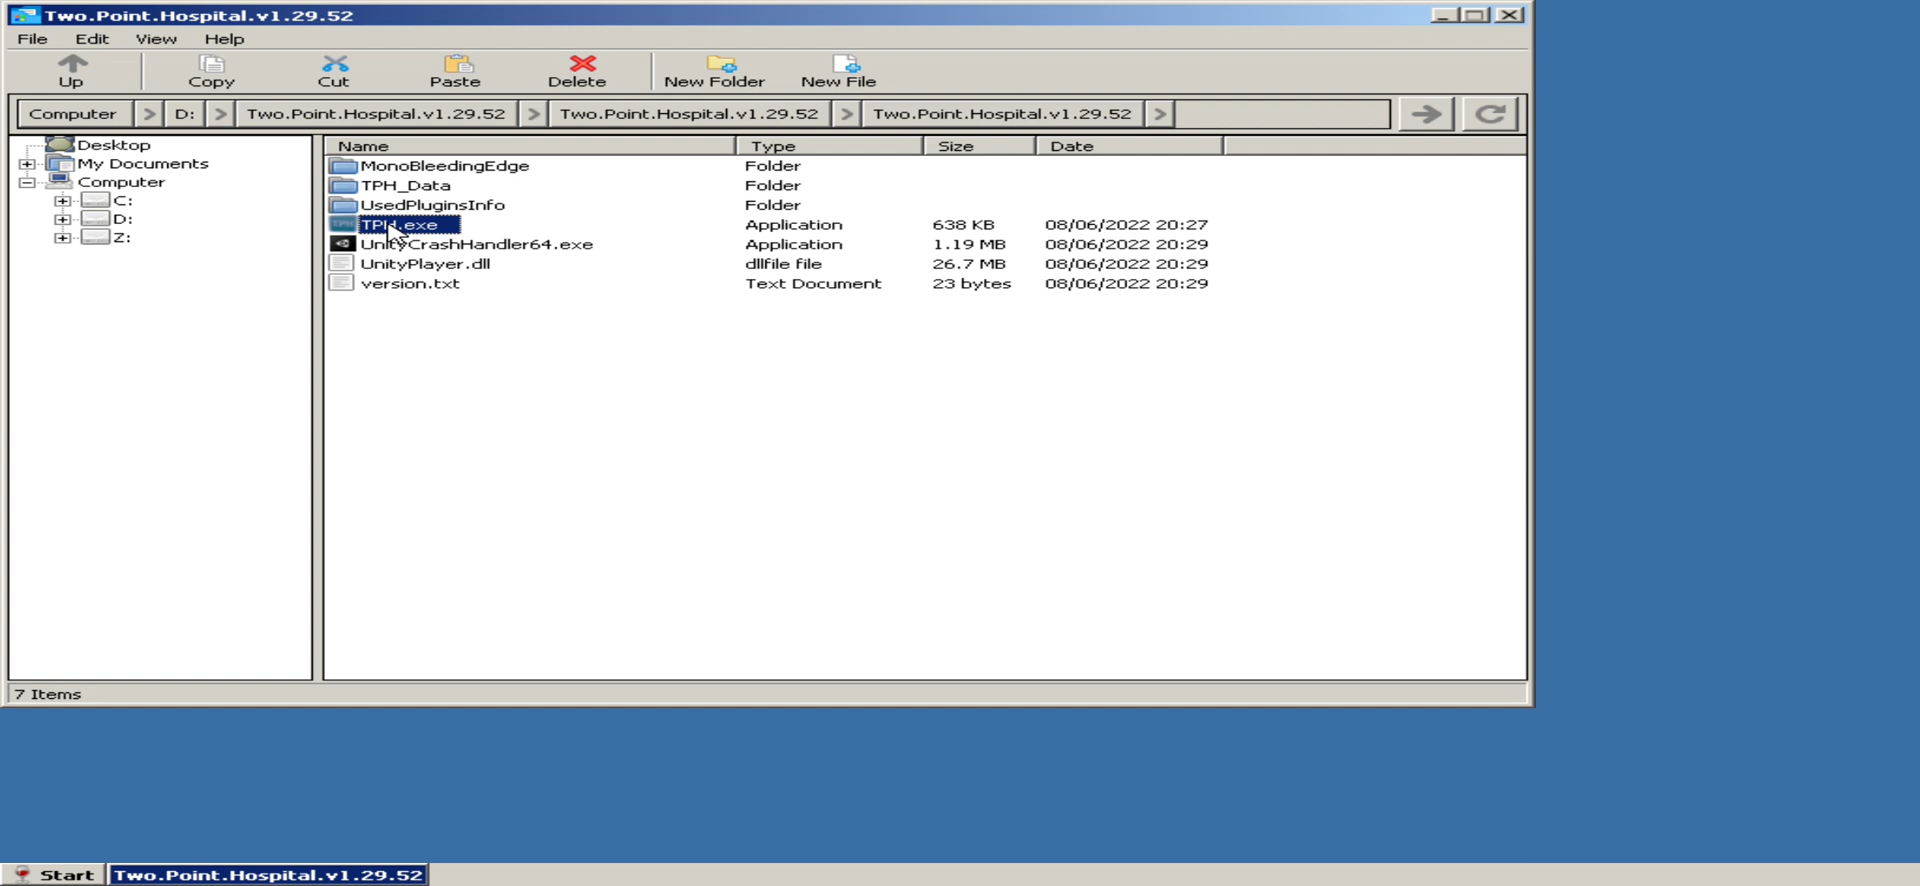 Two.Point.Hospital.v1.29.52
File Edit View Help
Up Copy Cut Paste Delete New Folder New File
Computer > D: > Two.Point.Hospital.v1.29.52 > Two.Point.Hospital.v1.29.52 > Two.Point.Hospital.v1.29.52 >
Desktop
My Documents
Computer
C:
D:
Z:
Name Type Size Date
MonoBleedingEdge Folder
TPH_Data Folder
UsedPluginsInfo Folder
TPH.exe Application 638 KB 08/06/2022 20:27
UnityCrashHandler64.exe Application 1.19 MB 08/06/2022 20:29
UnityPlayer.dll dllfile file 26.7 MB 08/06/2022 20:29
version.txt Text Document 23 bytes 08/06/2022 20:29
7 Items
Start Two.Point.Hospital.v1.29.52